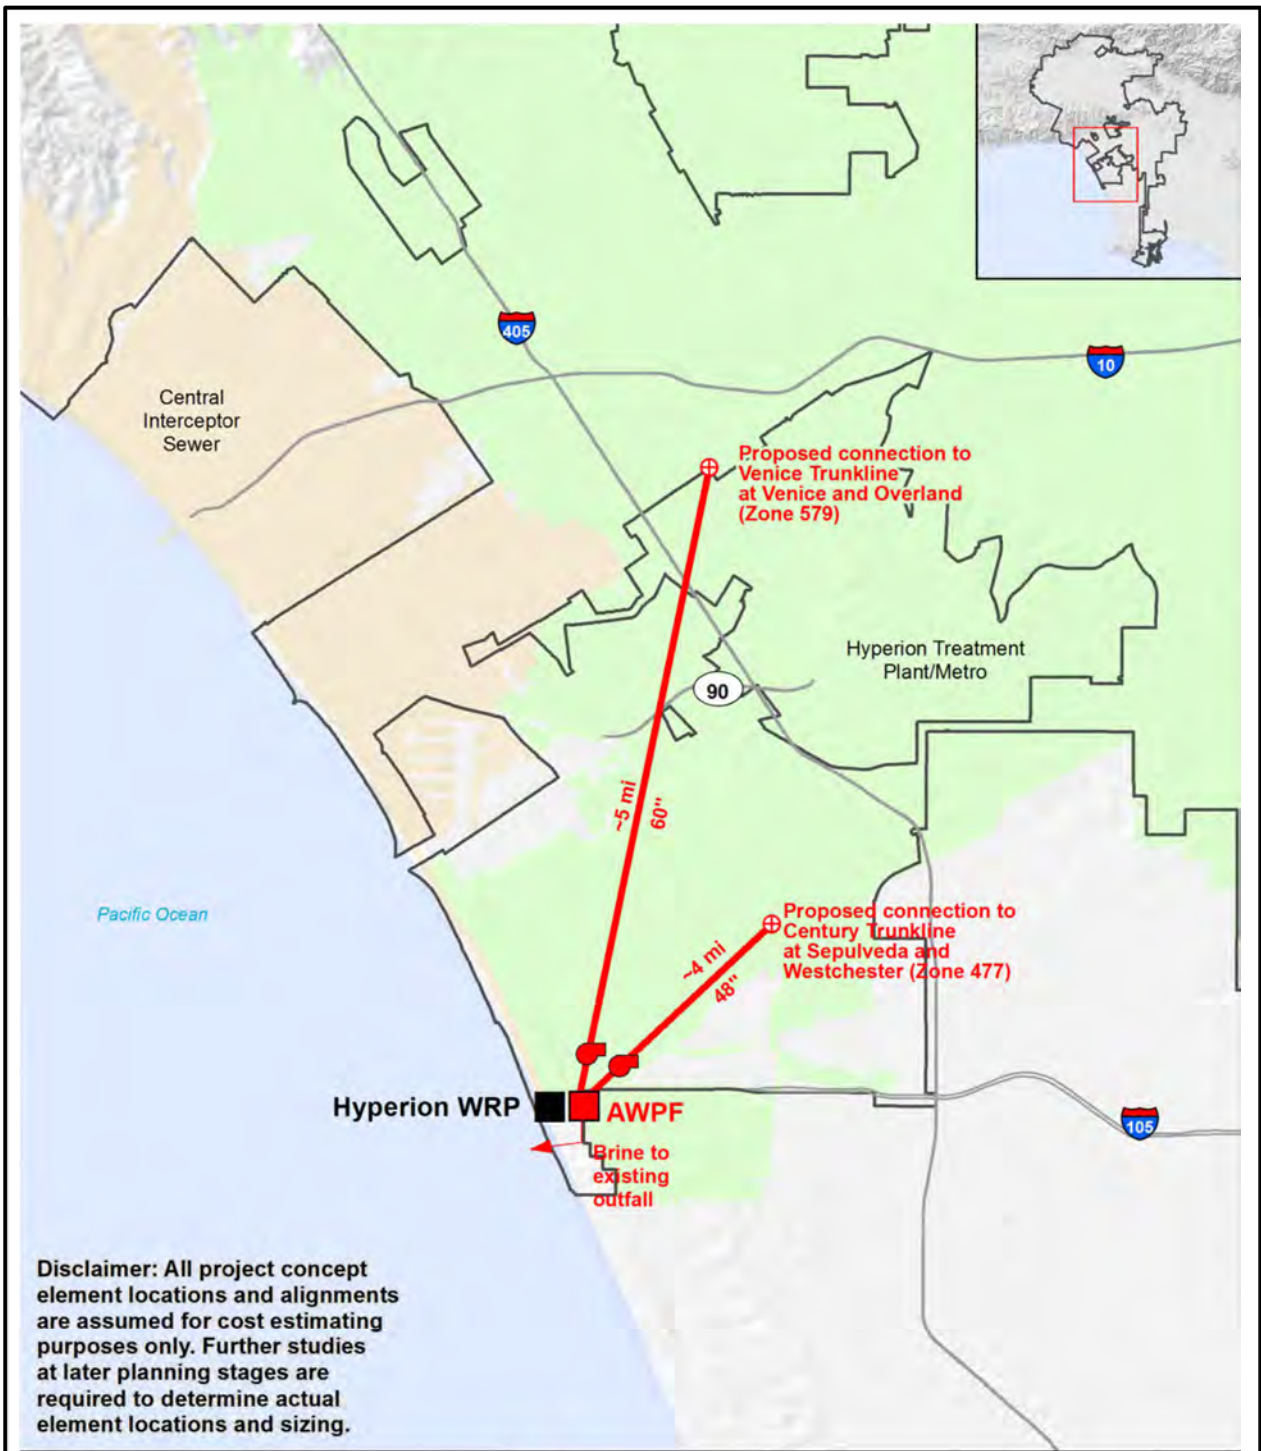 405
10
Central
Interceptor
Sewer
Proposed connection to
Venice Trunkline
at Venice and Overland
(Zone 579)
Hyperion Treatment
Plant/Metro
90
~5 mi
60"
Pacific Ocean
Proposed connection to
Century Trunkline
at Sepulveda and
Westchester (Zone 477)
~4 mi
48"
Hyperion WRP
AWPF
105
Brine to
existing
outfall
Disclaimer: All project concept
element locations and alignments
are assumed for cost estimating
purposes only. Further studies
at later planning stages are
required to determine actual
element locations and sizing.